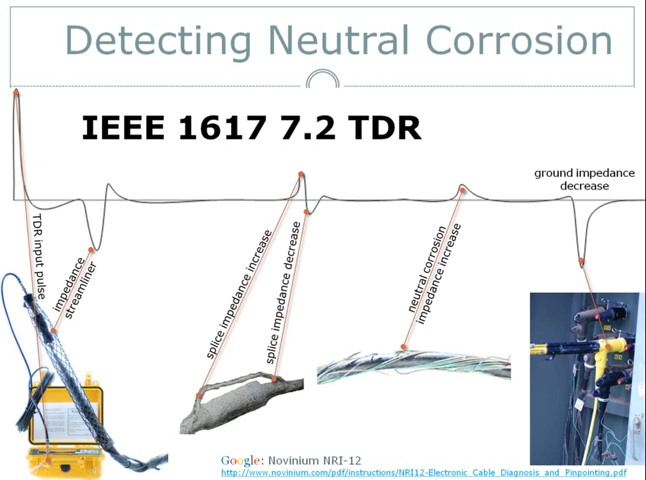 Detecting Neutral Corrosion
IEEE 1617 7.2 TDR
ground impedance
decrease
TDR input pulse
impedance
streamliner
splice impedance increase
splice impedance decrease
neutral corrosion
impedance increase
Google: Novinium NRI-12
http://www.novinium.com/pdf/instructions/NRI12-Electronic_Cable_Diagnosis_and_Pinpointing.pdf